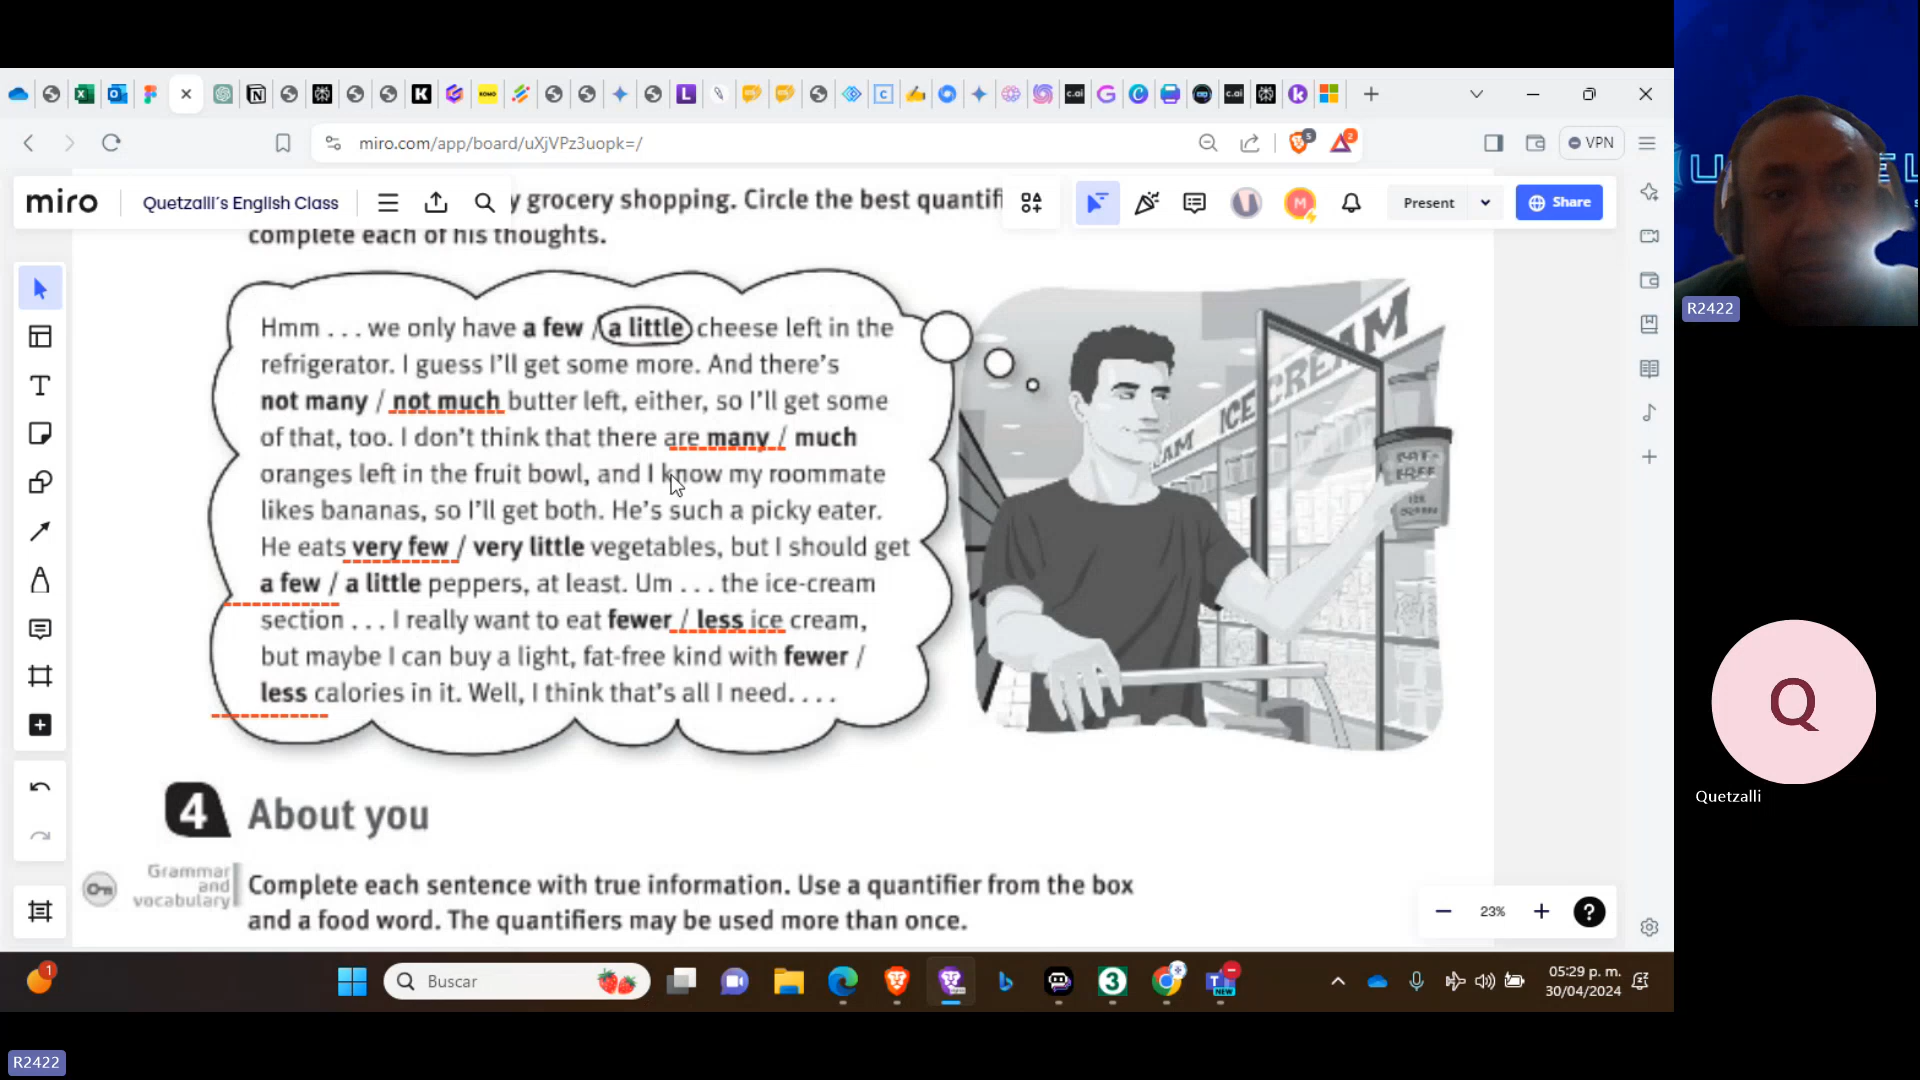 miro.com/app/board/uXjVPz3uopk=/
VPN
miro
Quetzalli´s English Class
Present
Share
y grocery shopping. Circle the best quantifi
complete each of his thoughts.
Hmm . . . we only have a few / a little cheese left in the
refrigerator. I guess I'll get some more. And there's
not many / not much butter left, either, so I'll get some
of that, too. I don't think that there are many / much
oranges left in the fruit bowl, and I know my roommate
likes bananas, so I'll get both. He's such a picky eater.
He eats very few / very little vegetables, but I should get
a few / a little peppers, at least. Um . . . the ice-cream
section . . . I really want to eat fewer / less ice cream,
but maybe I can buy a light, fat-free kind with fewer /
less calories in it. Well, I think that's all I need. . . .
ICE CREAM
FAT-
FREE
ICE
CREAM
4 About you
Grammar
and
vocabulary
Complete each sentence with true information. Use a quantifier from the box
and a food word. The quantifiers may be used more than once.
23%
Buscar
05:29 p. m.
30/04/2024
R2422
Q
Quetzalli
R2422